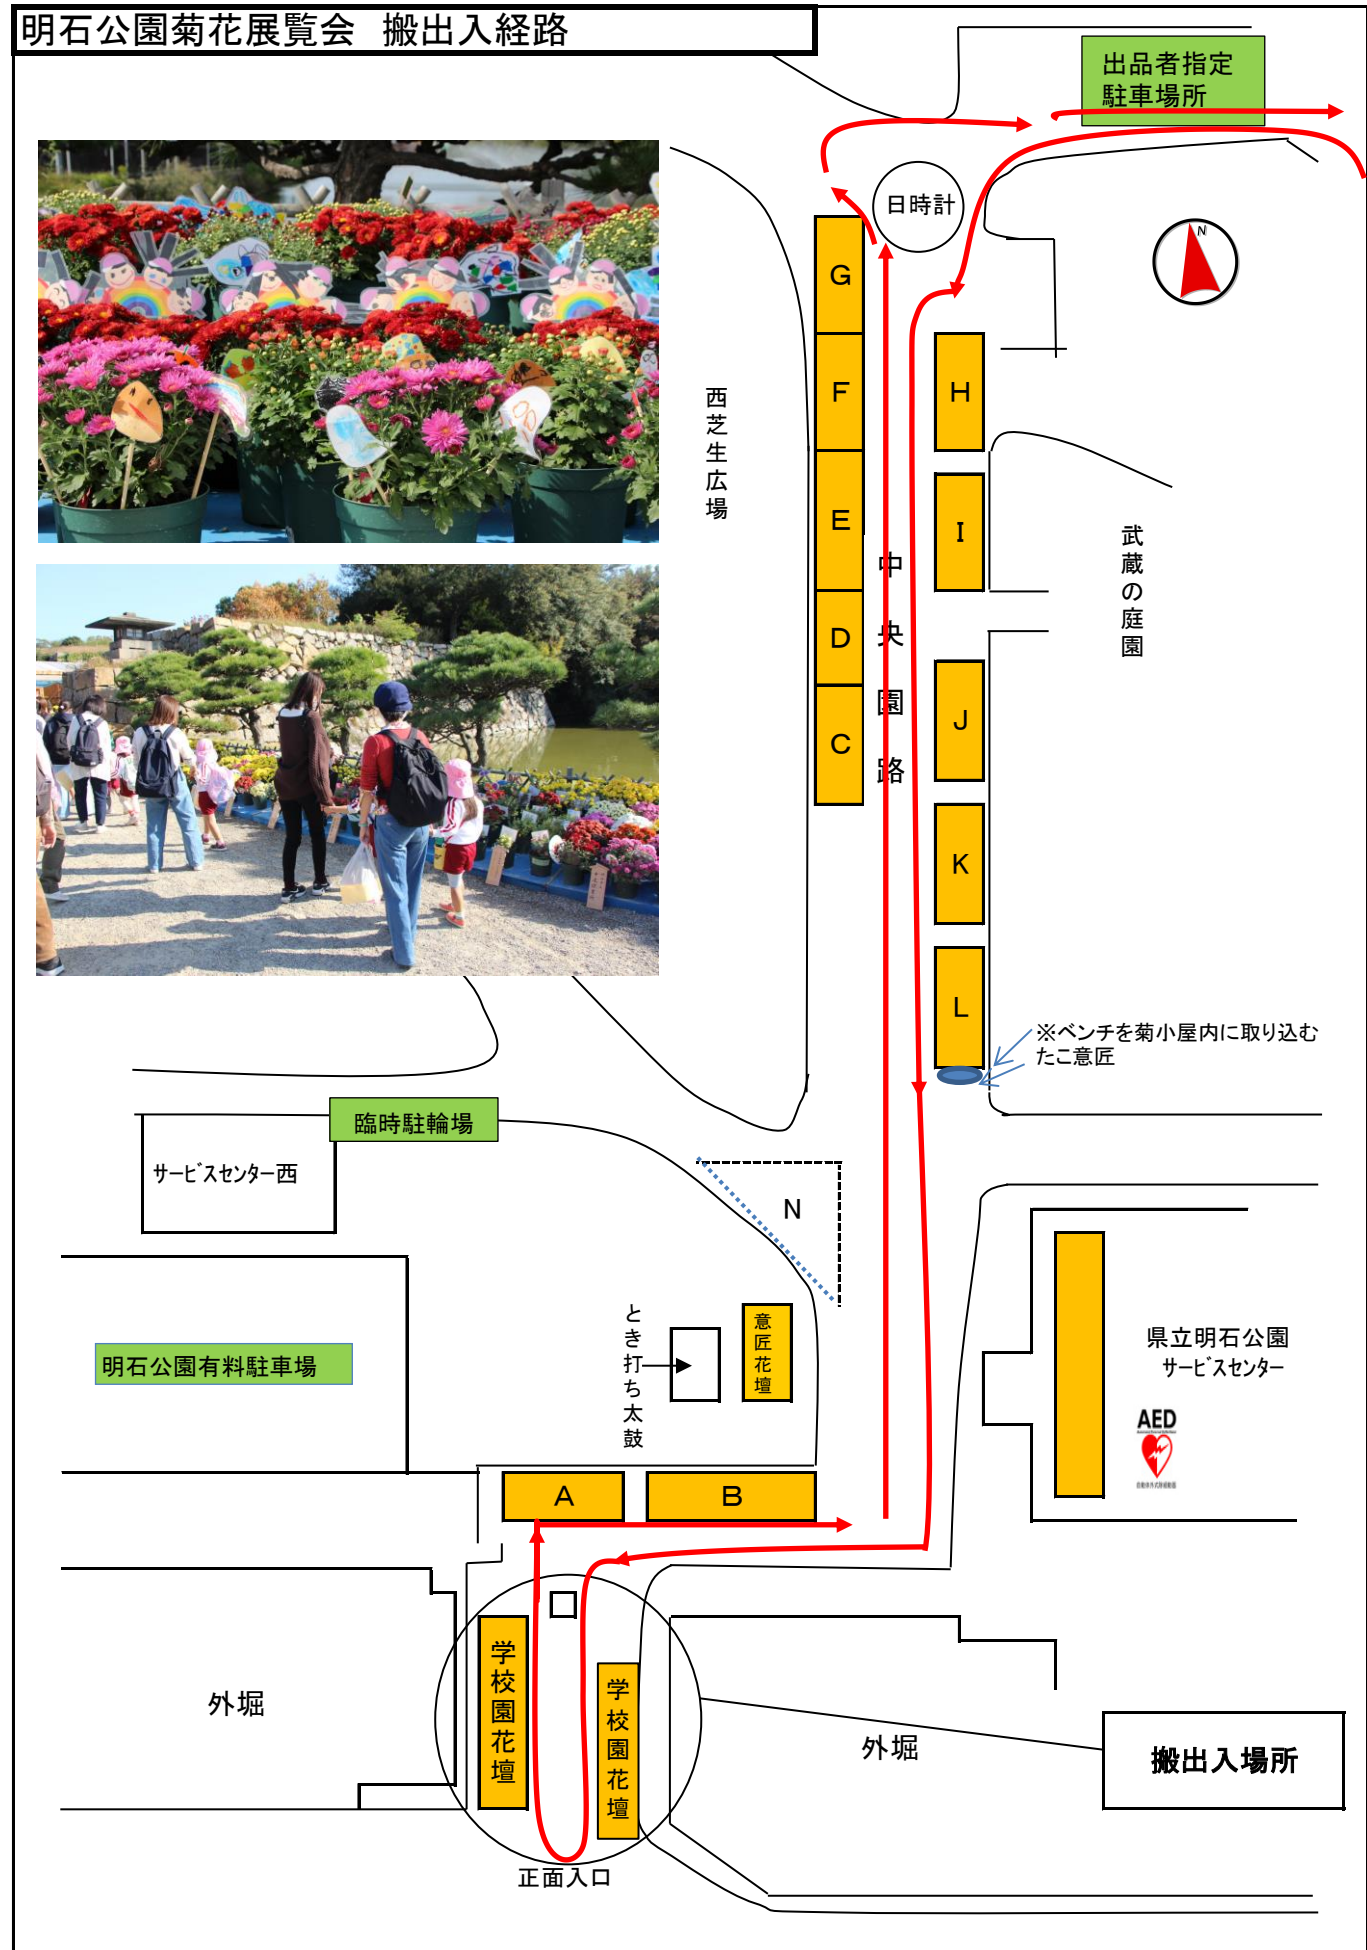 明石公園菊花展覧会　搬出入経路
出品者指定
駐車場所
日時計
N
G
F
E
D
C
H
I
J
K
L
西芝生広場
中央園路
武蔵の庭園
※ベンチを菊小屋内に取り込む
たこ意匠
臨時駐輪場
サービスセンター西
N
明石公園有料駐車場
とき打ち太鼓
意匠花壇
県立明石公園
サービスセンター
AED
A
B
学校園花壇
学校園花壇
外堀
外堀
搬出入場所
正面入口